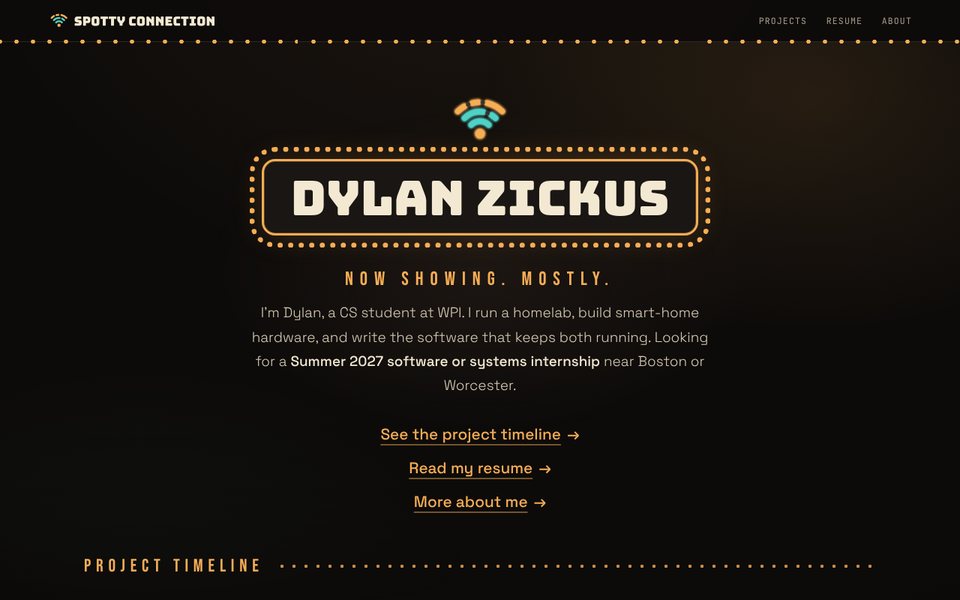 SPOTTY CONNECTION
PROJECTS RESUME ABOUT
DYLAN ZICKUS
NOW SHOWING. MOSTLY.
I'm Dylan, a CS student at WPI. I run a homelab, build smart-home
hardware, and write the software that keeps both running. Looking
for a Summer 2027 software or systems internship near Boston or
Worcester.
See the project timeline →
Read my resume →
More about me →
PROJECT TIMELINE